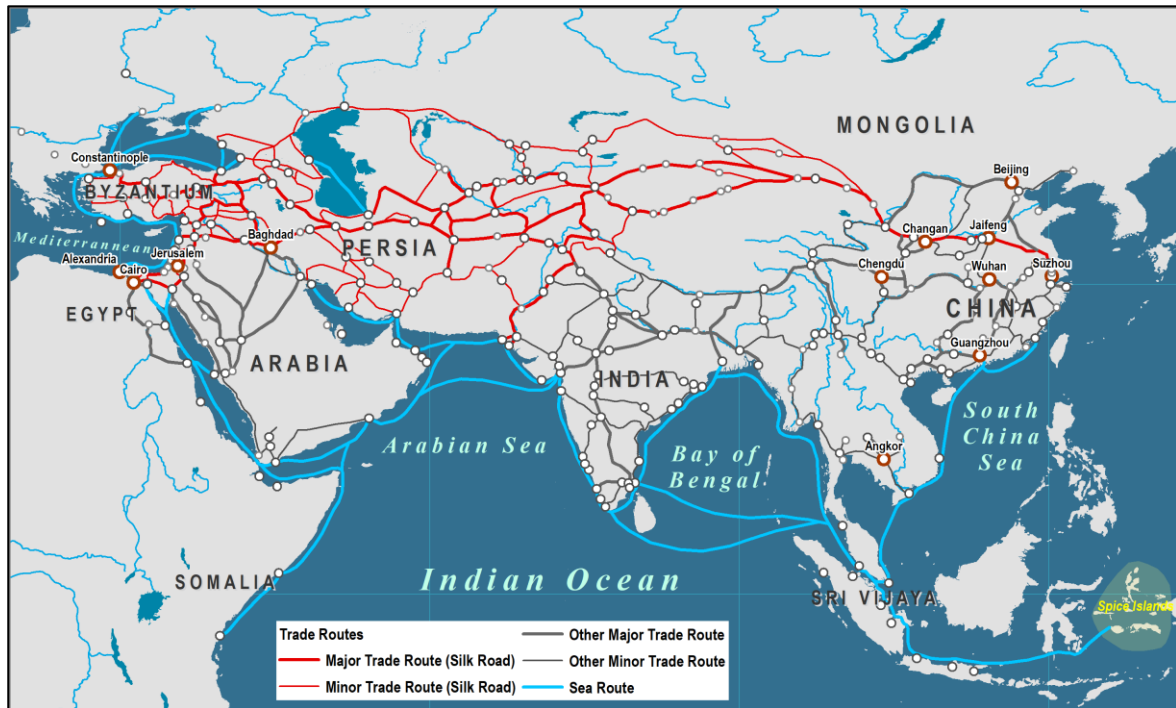 MONGOLIA
Constantinople
BYZANTIUM
Beijing
Mediterrannean
Baghdad
PERSIA
Changan
Jaifeng
Alexandria
Jerusalem
Cairo
Chengdu
Wuhan
Suzhou
EGYPT
CHINA
ARABIA
Guangzhou
INDIA
Arabian Sea
Bay of
Bengal
South
China
Sea
Angkor
SOMALIA
Indian Ocean
SRI VIJAYA
Spice Islands
Trade Routes
Major Trade Route (Silk Road)
Minor Trade Route (Silk Road)
Other Major Trade Route
Other Minor Trade Route
Sea Route